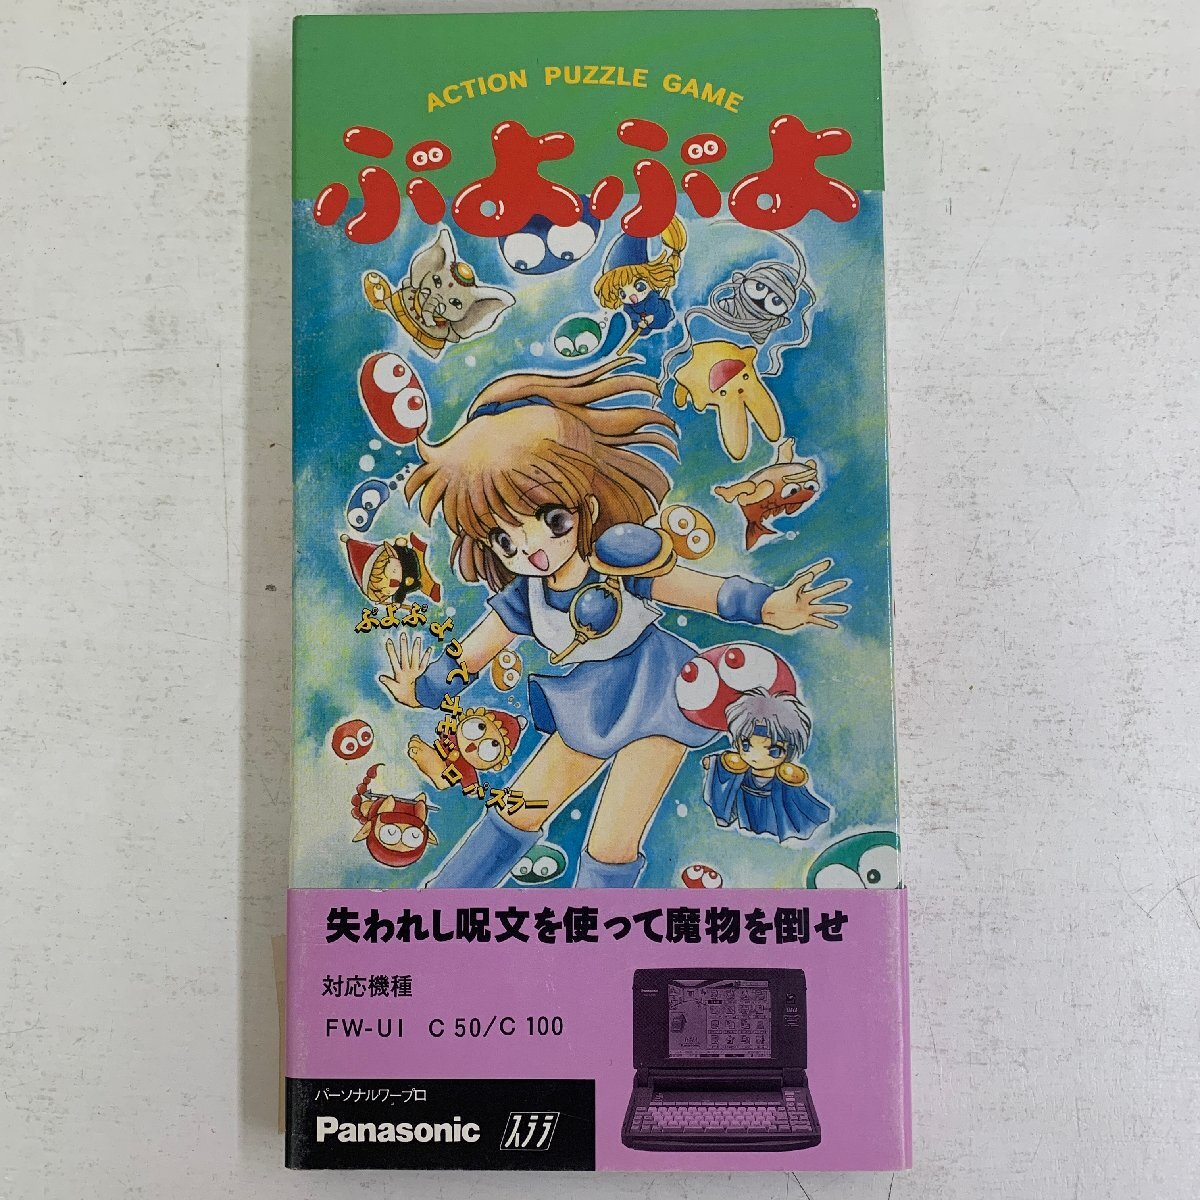 ACTION PUZZLE GAME
ぷよぷよ
ぷよぷよって
オモシロパズラー
失われし呪文を使って魔物を倒せ
対応機種
FW-UI C50/C100
パーソナルワープロ
Panasonic スララ